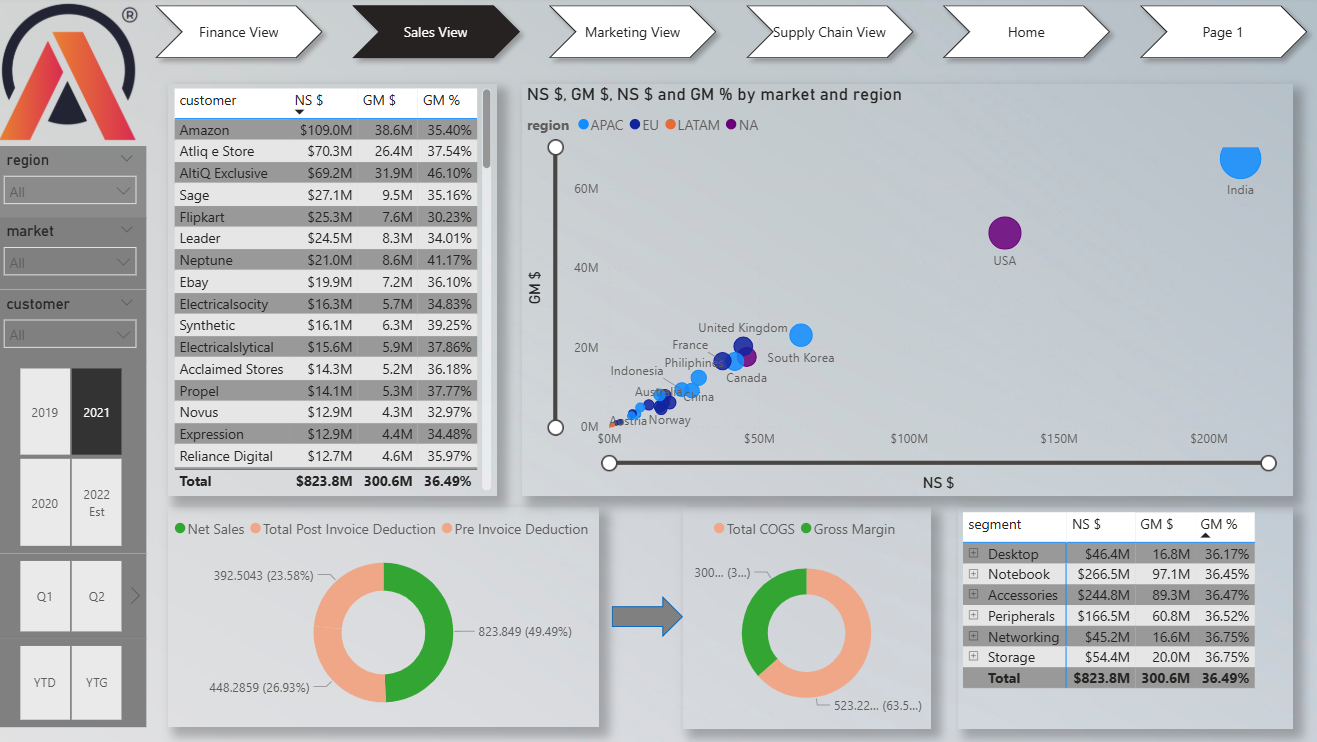 ®
Finance View
Sales View
Marketing View
Supply Chain View
Home
Page 1
region
All
market
All
customer
All
2019
2021
2020
2022
Est
Q1
Q2
YTD
YTG
customer NS $ GM $ GM %
Amazon $109.0M 38.6M 35.40%
Atliq e Store $70.3M 26.4M 37.54%
AltiQ Exclusive $69.2M 31.9M 46.10%
Sage $27.1M 9.5M 35.16%
Flipkart $25.3M 7.6M 30.23%
Leader $24.5M 8.3M 34.01%
Neptune $21.0M 8.6M 41.17%
Ebay $19.9M 7.2M 36.10%
Electricalsocity $16.3M 5.7M 34.83%
Synthetic $16.1M 6.3M 39.25%
Electricalslytical $15.6M 5.9M 37.86%
Acclaimed Stores $14.3M 5.2M 36.18%
Propel $14.1M 5.3M 37.77%
Novus $12.9M 4.3M 32.97%
Expression $12.9M 4.4M 34.48%
Reliance Digital $12.7M 4.6M 35.97%
Total $823.8M 300.6M 36.49%
NS $, GM $, NS $ and GM % by market and region
region APAC EU LATAM NA
GM $
60M
40M
20M
0M
India
USA
United Kingdom
South Korea
France
Philiphines
Canada
Indonesia
Australia
China
Austria
Norway
$0M $50M $100M $150M $200M
NS $
Net Sales Total Post Invoice Deduction Pre Invoice Deduction
392.5043 (23.58%)
823.849 (49.49%)
448.2859 (26.93%)
Total COGS Gross Margin
300... (3...)
523.22... (63.5...)
segment NS $ GM $ GM %
Desktop $46.4M 16.8M 36.17%
Notebook $266.5M 97.1M 36.45%
Accessories $244.8M 89.3M 36.47%
Peripherals $166.5M 60.8M 36.52%
Networking $45.2M 16.6M 36.75%
Storage $54.4M 20.0M 36.75%
Total $823.8M 300.6M 36.49%